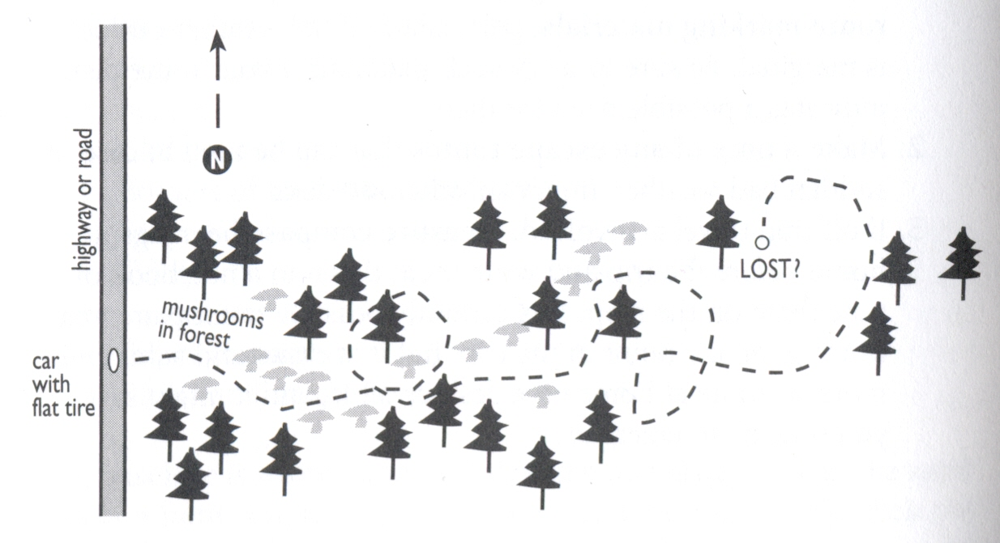 highway or road
N
LOST?
mushrooms
in forest
car
with
flat tire